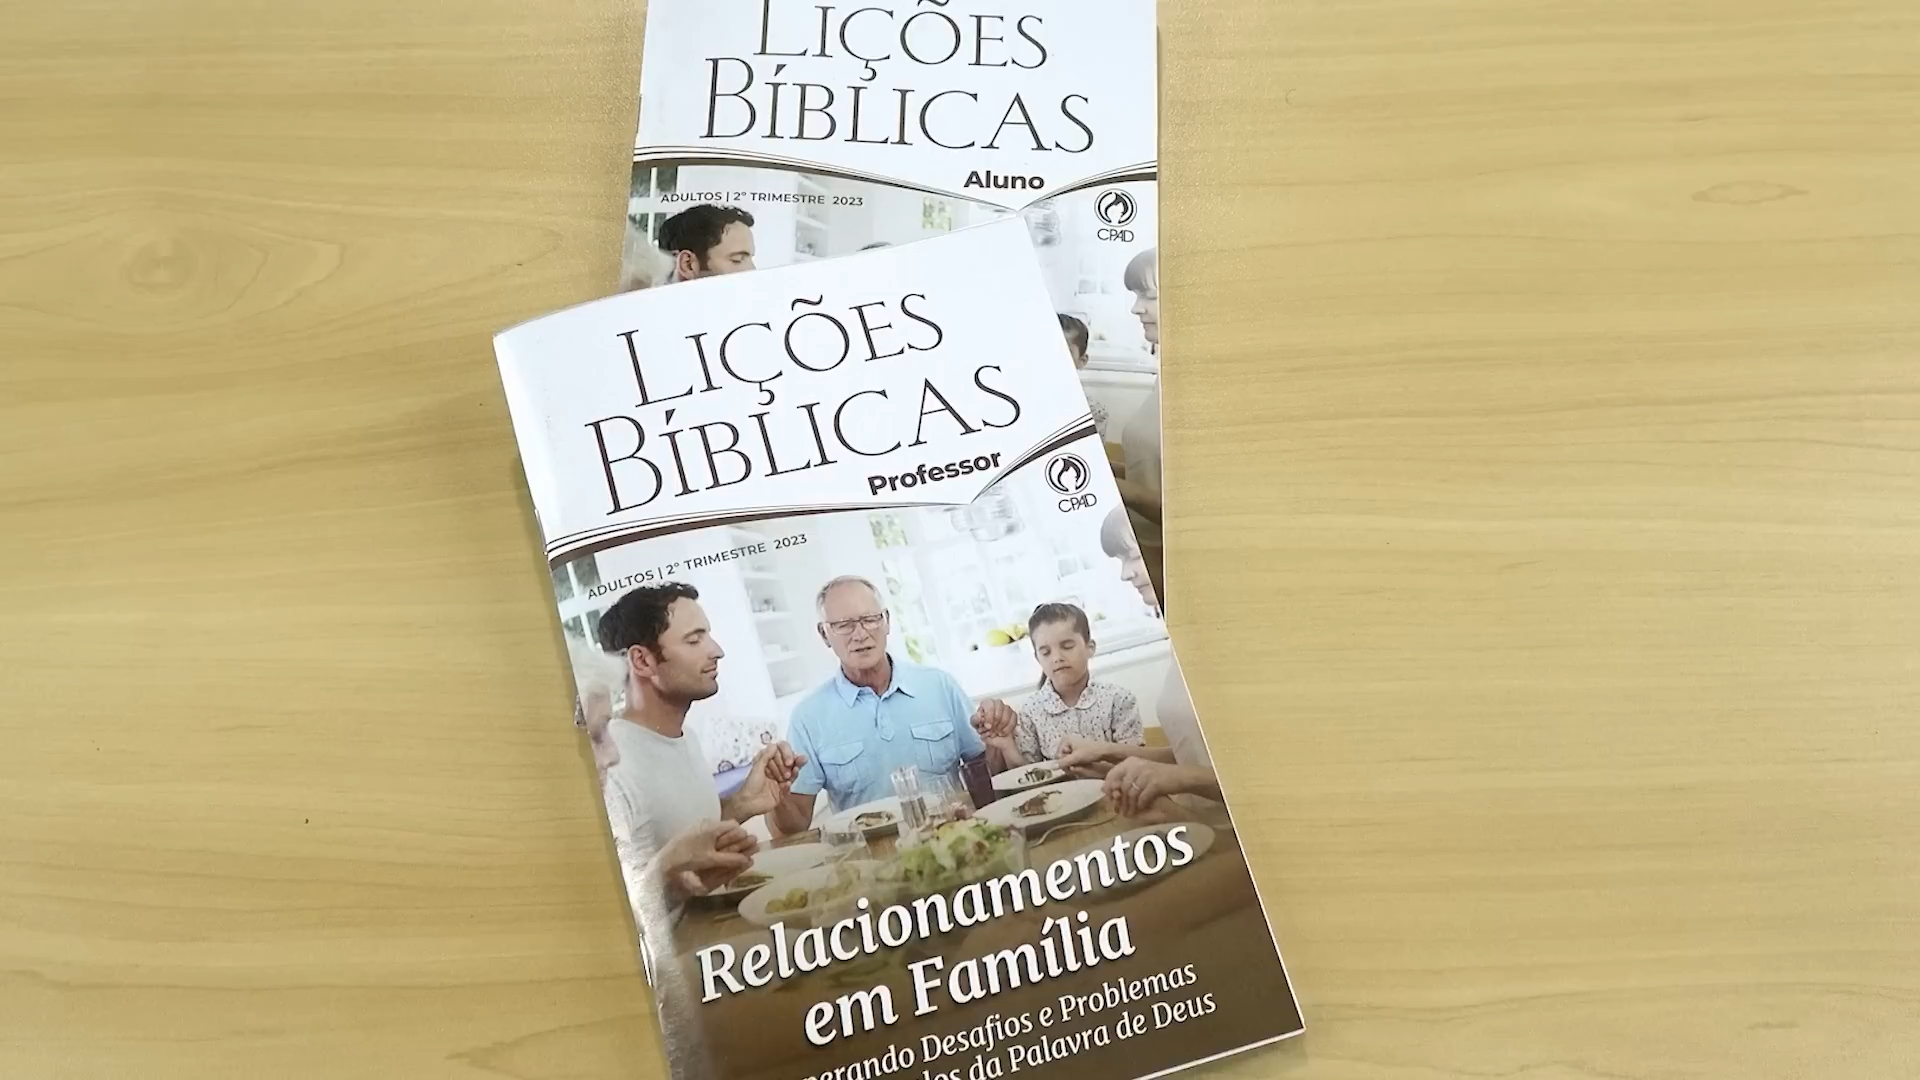 LIÇÕES
BÍBLICAS
Aluno
ADULTOS | 2º TRIMESTRE 2023
CPAD
LIÇÕES
BÍBLICAS
Professor
CPAD
ADULTOS | 2º TRIMESTRE 2023
Relacionamentos
em Família
Desafios e Problemas
da Palavra de Deus